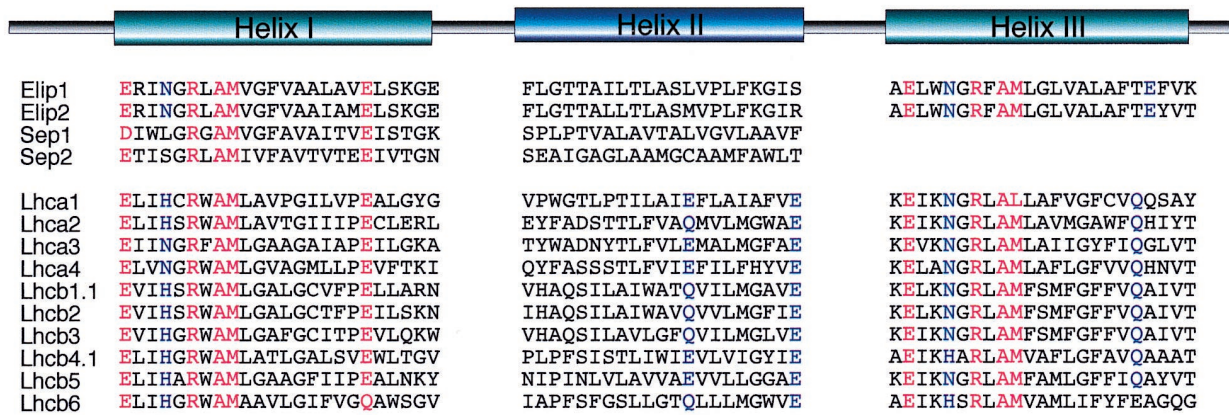 Helix I Helix II Helix III
Elip1 ERINGRLAMVGFVAALAVELSKGE FLGTTAILTLASLVPLFKGIS AELWNGRFAMLGLVALAFTEFVK
Elip2 ERINGRLAMVGFVAAIAMELSKGE FLGTTALLTLASMVPLFKGIR AELWNGRFAMLGLVALAFTEYVT
Sep1 DIWLGRGAMVGFAVAITVEISTGK SPLPTVALAVTALVGVLAAVF
Sep2 ETISGRLAMIVFAVTVTEEIVTGN SEAIGAGLAAMGCAAMFAWLT
Lhca1 ELIHCRWAMLAVPGILVPEALGYG VPWGTLPTILAIEFLAIAFVE KEIKNGRLALLAFVGFCVQQSAY
Lhca2 ELIHGRWAMLAVTGIIIPECLERL EYFADSTTLFVAQMVLMGWAE KEIKNGRLAMLAVMGAWFQHIYT
Lhca3 EIINGRFAMLGAAGAIAPEILGKA TYWADNYTLFVLEMALMGFAE KEVKNGRLAMLAIIGYFIQGLVT
Lhca4 ELVNGRWAMLGVAGMLLPEVFTKI QYFASSSTLFVIEFILFHYVE KELANGRLAMLAFLGFVVQHNVT
Lhcb1.1 EVIHSRWAMLGALGCVFPELLARN VHAQSILAIWATQVILMGAVE KELKNGRLAMFSMFGFFVQAIVT
Lhcb2 EVIHSRWAMLGALGCTFPEILSKN IHAQSILAIWAVQVVLMGFIE KELKNGRLAMFSMFGFFVQAIVT
Lhcb3 EVIHGRWAMLGAFGCITPEVLQKW VHAQSILAVLGFQVILMGLVE KEIKNGRLAMFSMFGFFVQAIVT
Lhcb4.1 ELIHGRWAMLATLGALSVEWLTGV PLPFSISTLIWIEVLVIGYIE AEIKHARLAMVAFLGFAVQAAAT
Lhcb5 ELIHARWAMLGAAGFIIPEALNKY NIPINLVLAVVAEVVLLGGAE KEIKNGRLAMFAMLGFFIQAYVT
Lhcb6 ELIHGRWAMAAVLGIFVGQAWSGV IAPFSFGSLLGTQLLLMGWVE AEIKHSRLAMVAMLIFYFEAGQG